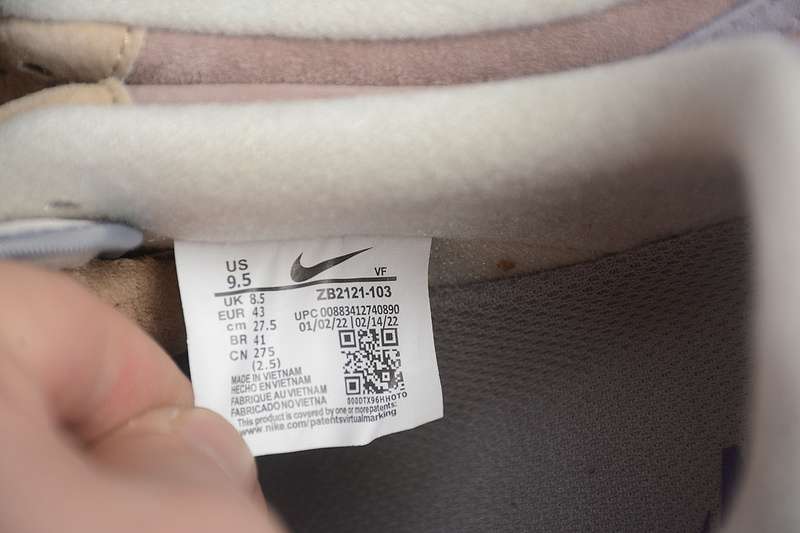 US
9.5
VF
UK 8.5
ZB2121-103
EUR 43
UPC 00883412740890
cm 27.5
01/02/22 | 02/14/22
BR 41
CN 275
(2.5)
MADE IN VIETNAM
HECHO EN VIETNAM
FABRIQUE AU VIETNAM
FABRICADO NO VIETNA
000DTX96HHOTO
This product is covered by one or more patents:
www.nike.com/patentsvirtualmarking